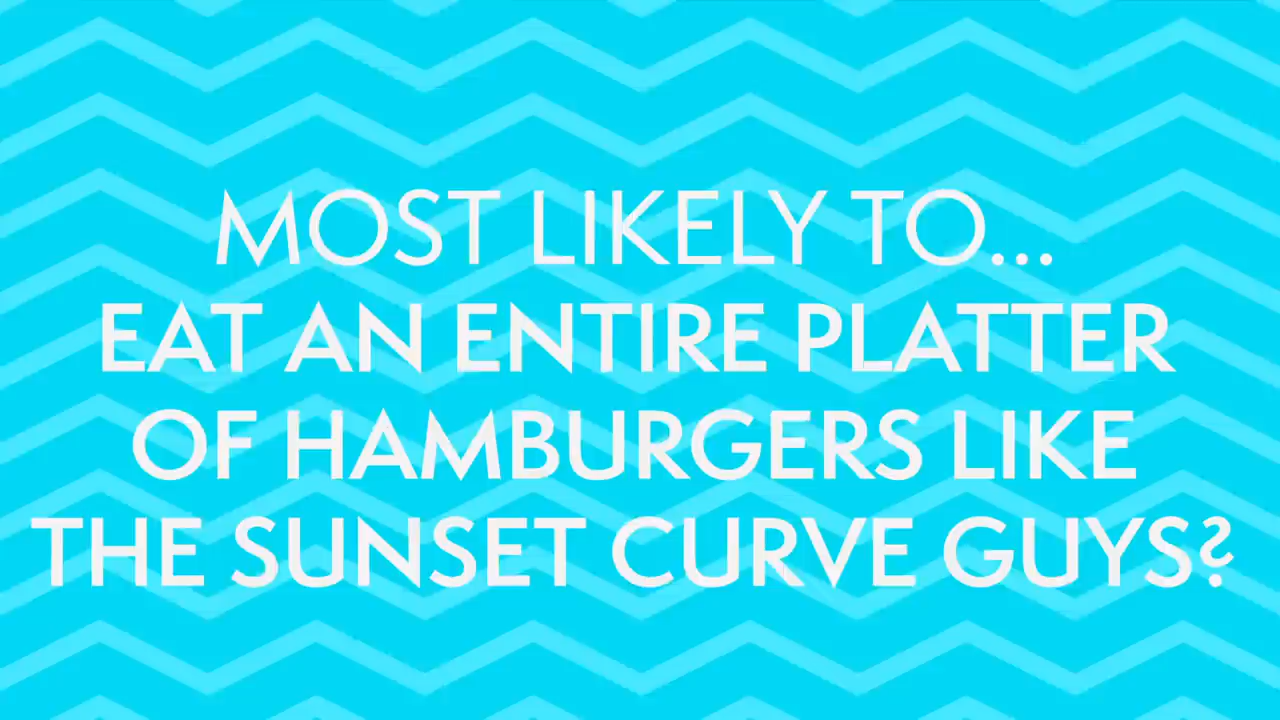 MOST LIKELY TO...
EAT AN ENTIRE PLATTER
OF HAMBURGERS LIKE
THE SUNSET CURVE GUYS?